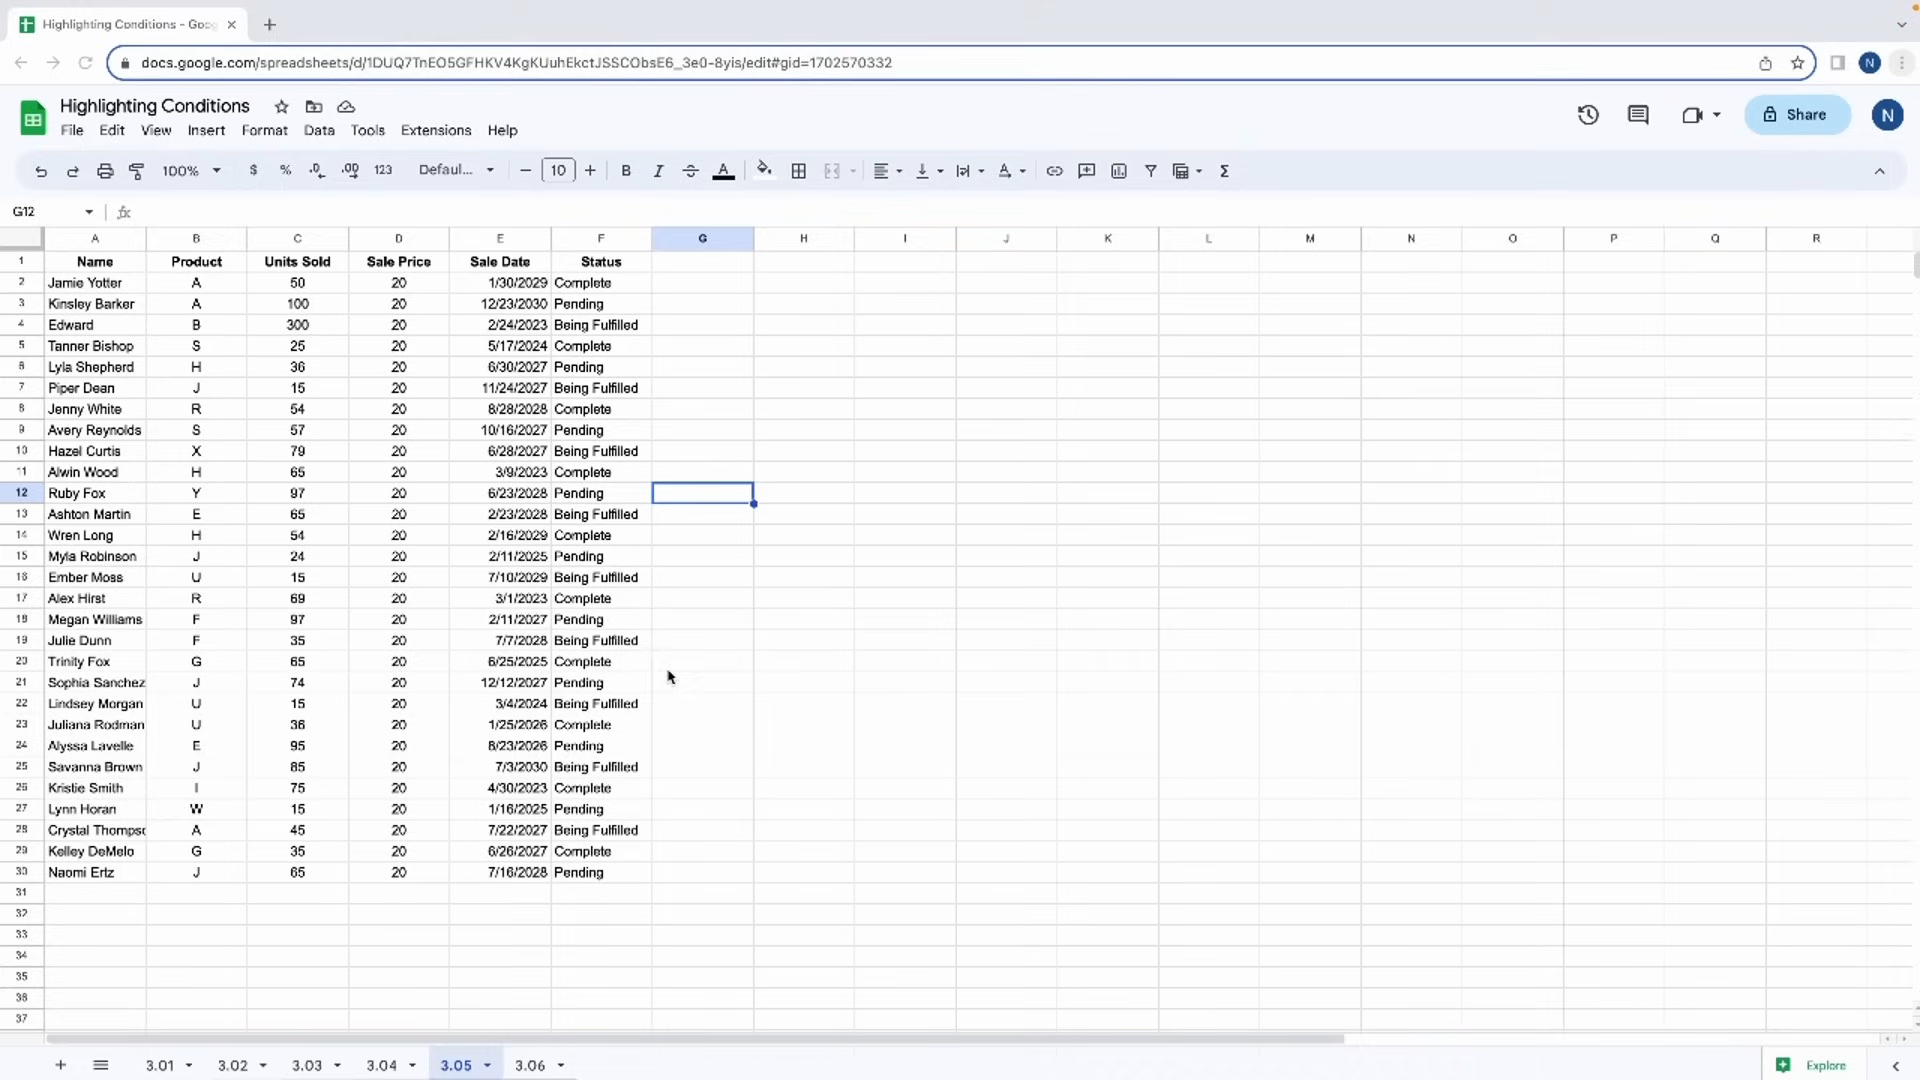 Highlighting Conditions - Goog
docs.google.com/spreadsheets/d/1DUQ7TnEO5GFHKV4KgKUuhEkctJSSCObsE6_3e0-8yis/edit#gid=1702570332
N
Highlighting Conditions
File Edit View Insert Format Data Tools Extensions Help
Share
N
100% $ % .0 .00 123 Defaul... 10 B I A Σ
G12 fx
A B C D E F G H I J K L M N O P Q R
1 Name Product Units Sold Sale Price Sale Date Status
2 Jamie Yotter A 50 20 1/30/2029 Complete
3 Kinsley Barker A 100 20 12/23/2030 Pending
4 Edward B 300 20 2/24/2023 Being Fulfilled
5 Tanner Bishop S 25 20 5/17/2024 Complete
6 Lyla Shepherd H 36 20 6/30/2027 Pending
7 Piper Dean J 15 20 11/24/2027 Being Fulfilled
8 Jenny White R 54 20 8/28/2028 Complete
9 Avery Reynolds S 57 20 10/16/2027 Pending
10 Hazel Curtis X 79 20 6/28/2027 Being Fulfilled
11 Alwin Wood H 65 20 3/9/2023 Complete
12 Ruby Fox Y 97 20 6/23/2028 Pending
13 Ashton Martin E 65 20 2/23/2028 Being Fulfilled
14 Wren Long H 54 20 2/16/2029 Complete
15 Myla Robinson J 24 20 2/11/2025 Pending
16 Ember Moss U 15 20 7/10/2029 Being Fulfilled
17 Alex Hirst R 69 20 3/1/2023 Complete
18 Megan Williams F 97 20 2/11/2027 Pending
19 Julie Dunn F 35 20 7/7/2028 Being Fulfilled
20 Trinity Fox G 65 20 6/25/2025 Complete
21 Sophia Sanchez J 74 20 12/12/2027 Pending
22 Lindsey Morgan U 15 20 3/4/2024 Being Fulfilled
23 Juliana Rodman U 36 20 1/25/2026 Complete
24 Alyssa Lavelle E 95 20 8/23/2026 Pending
25 Savanna Brown J 85 20 7/3/2030 Being Fulfilled
26 Kristie Smith I 75 20 4/30/2023 Complete
27 Lynn Horan W 15 20 1/16/2025 Pending
28 Crystal Thompso A 45 20 7/22/2027 Being Fulfilled
29 Kelley DeMelo G 35 20 6/26/2027 Complete
30 Naomi Ertz J 65 20 7/16/2028 Pending
31
32
33
34
35
36
37
3.01 3.02 3.03 3.04 3.05 3.06 Explore